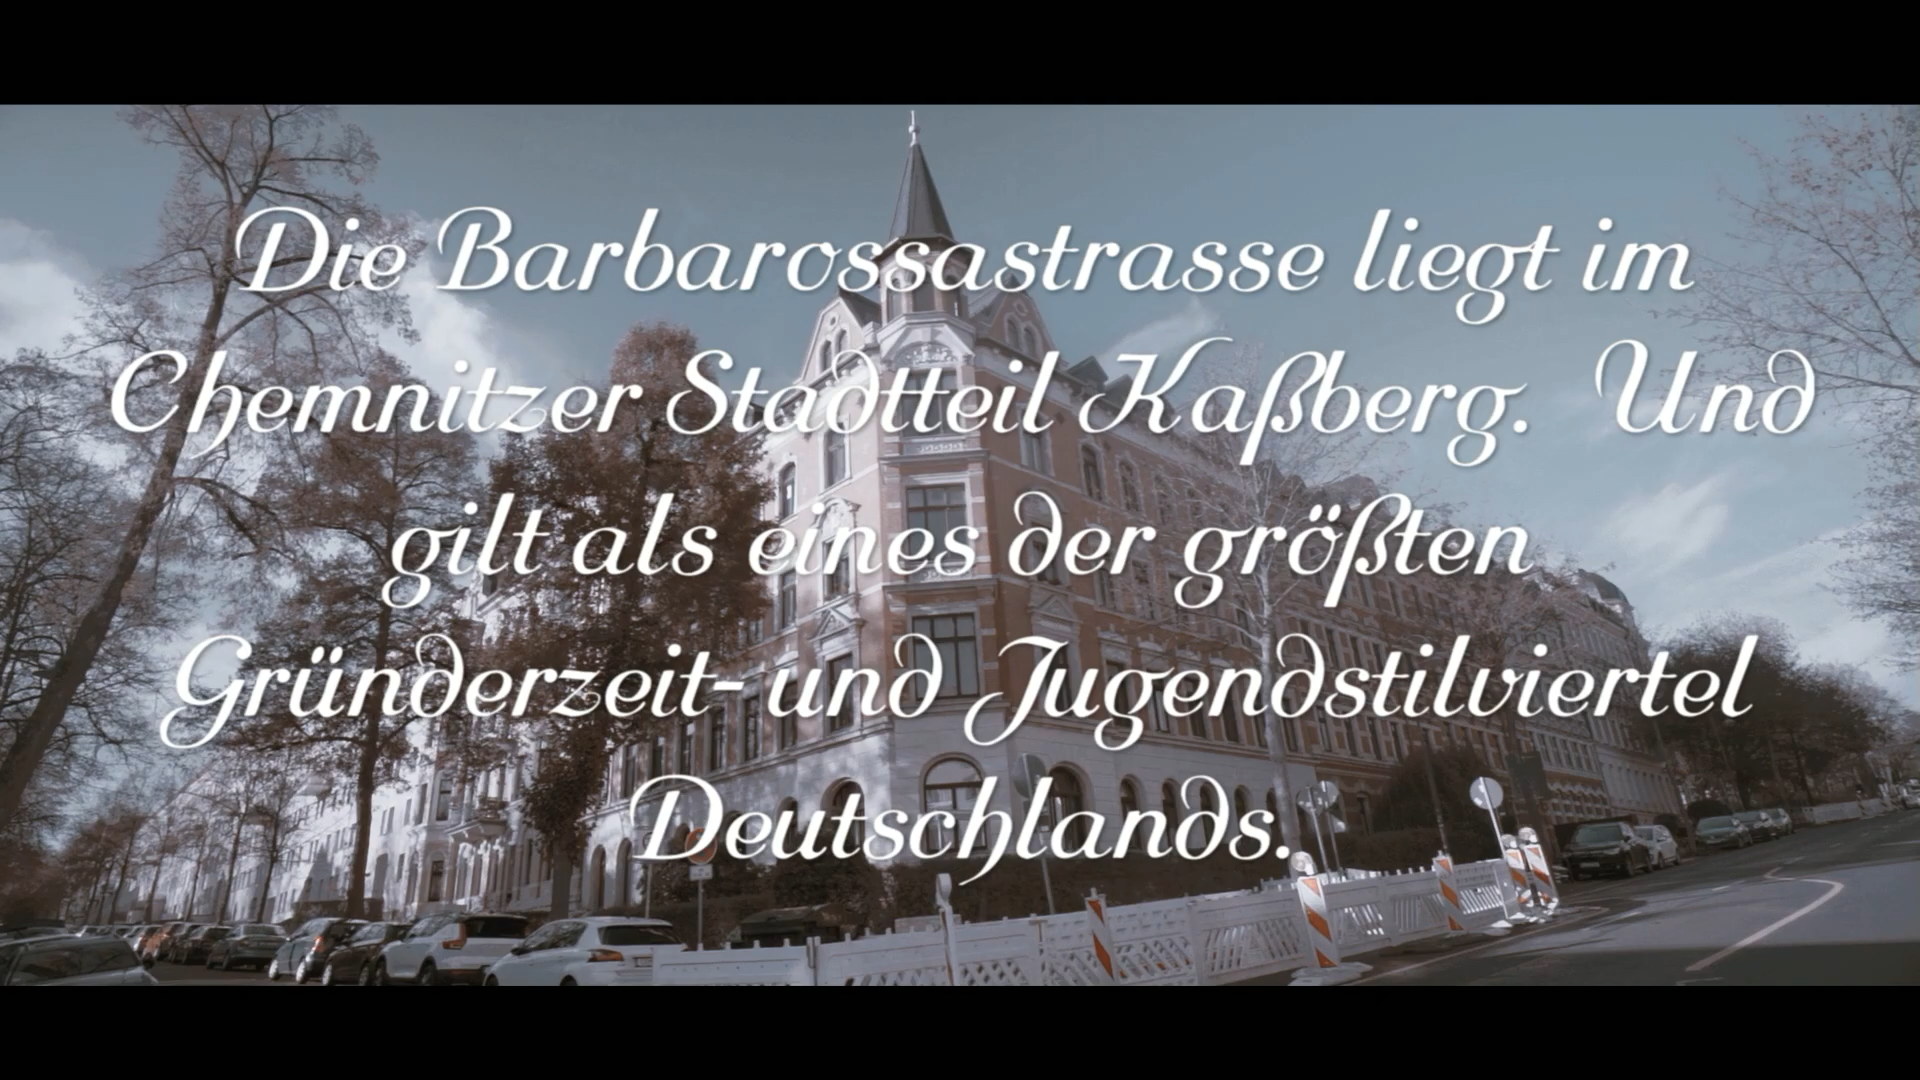 Die Barbarossastrasse liegt im
Chemnitzer Stadtteil Kaßberg. Und
gilt als eines der größten
Gründerzeit- und Jugendstilviertel
Deutschlands.